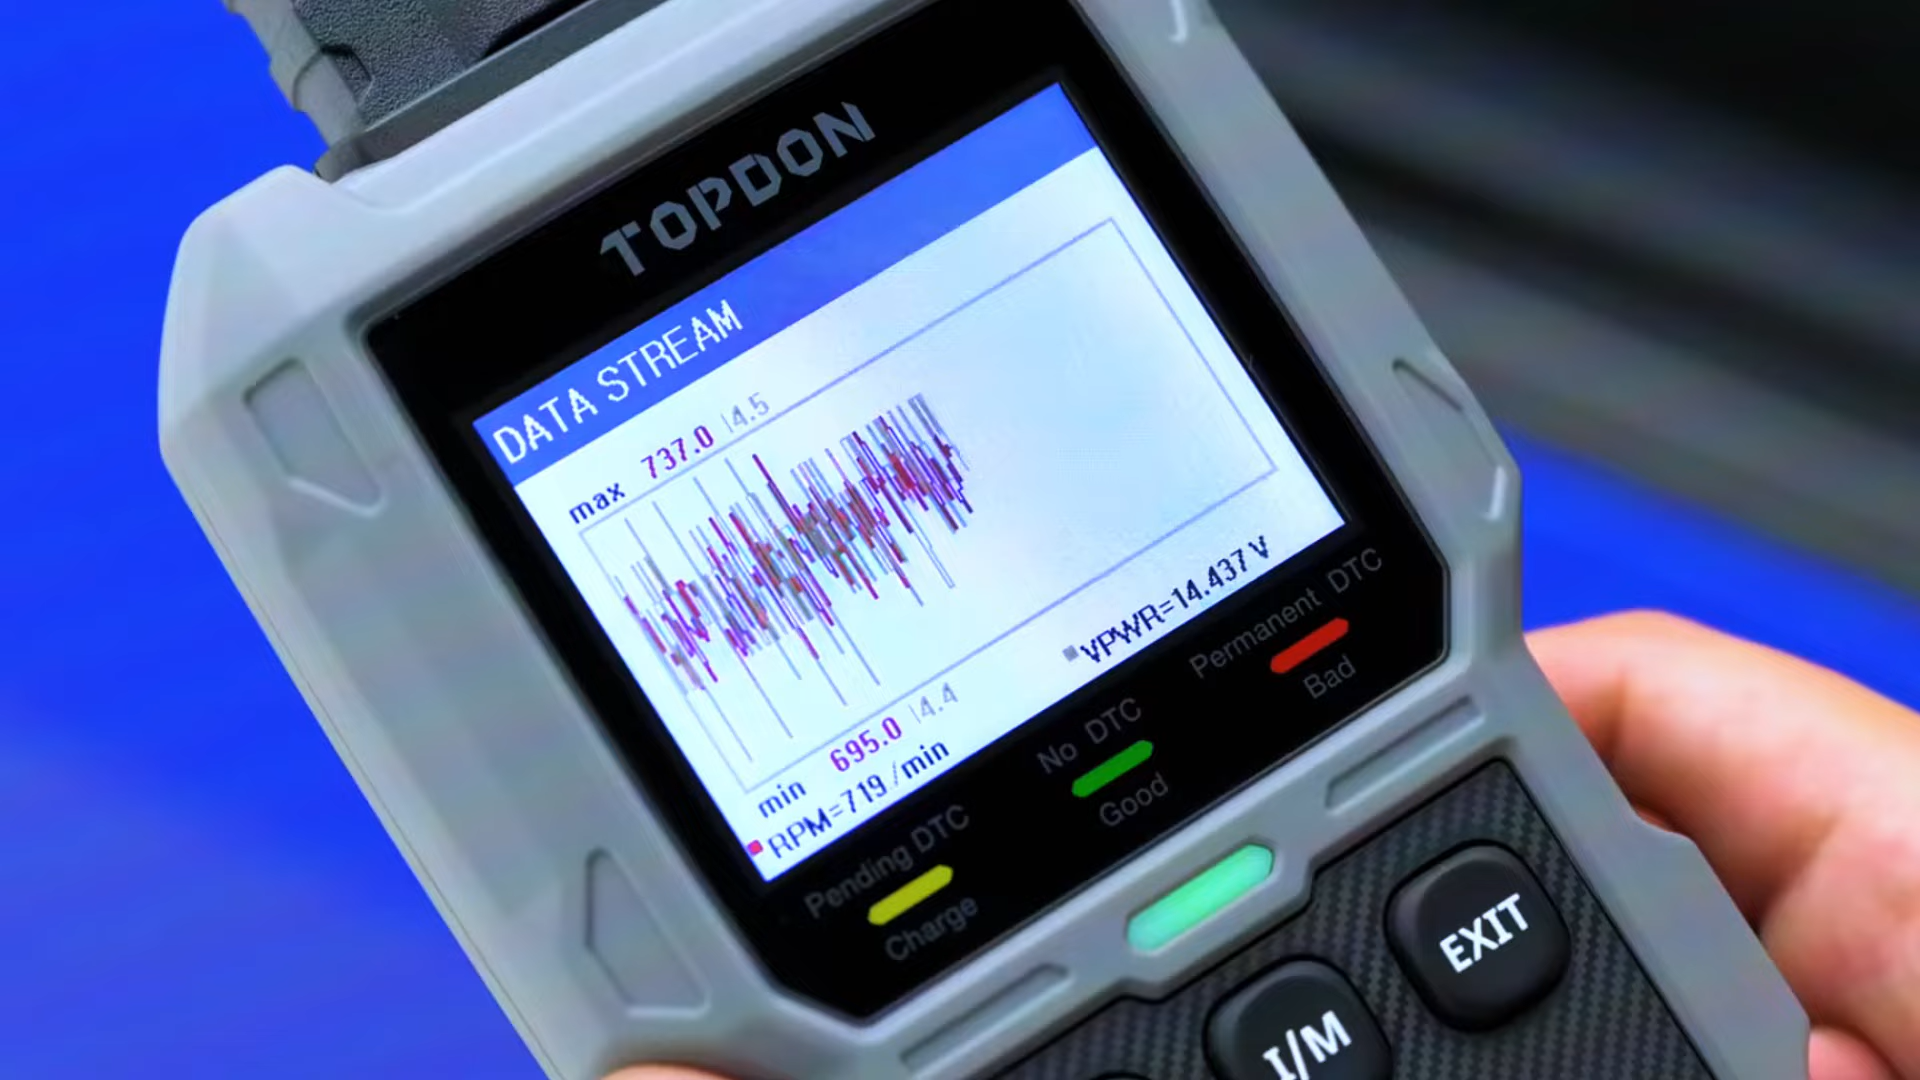 TOPDON
DATA STREAM
max 737.0 14.5
min 695.0 14.4
RPM=719 /min
VPWR=14.437 V
Pending DTC
Charge
No DTC
Good
Permanent DTC
Bad
I/M
EXIT